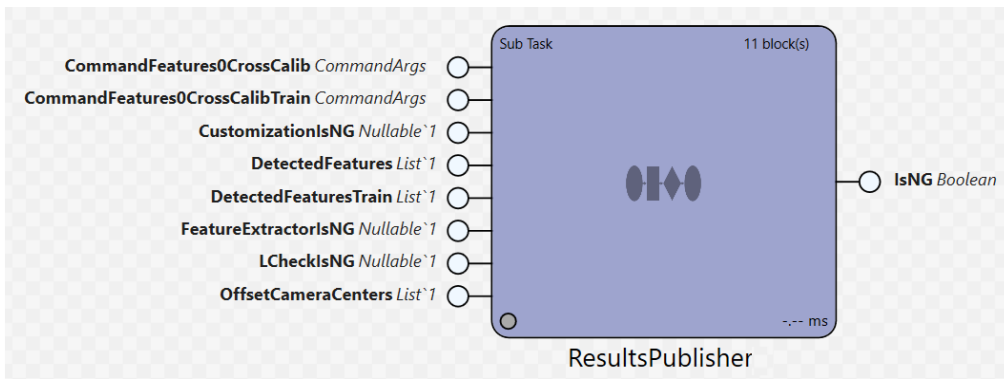 Sub Task 11 block(s)
CommandFeatures0CrossCalib CommandArgs
CommandFeatures0CrossCalibTrain CommandArgs
CustomizationIsNG Nullable`1
DetectedFeatures List`1
IsNG Boolean
DetectedFeaturesTrain List`1
FeatureExtractorIsNG Nullable`1
LCheckIsNG Nullable`1
OffsetCameraCenters List`1
-.-- ms
ResultsPublisher